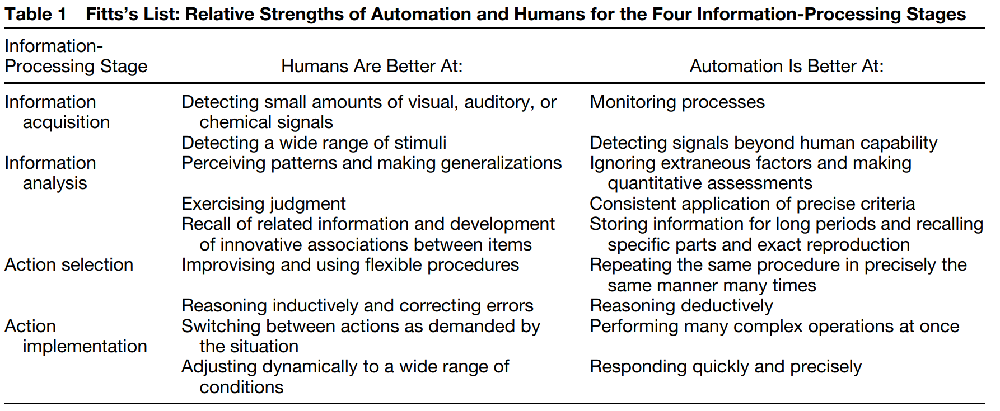 Table 1 Fitts’s List: Relative Strengths of Automation and Humans for the Four Information-Processing Stages
Information-
Processing Stage Humans Are Better At: Automation Is Better At:
Information Detecting small amounts of visual, auditory, or Monitoring processes
acquisition chemical signals
Detecting a wide range of stimuli Detecting signals beyond human capability
Information Perceiving patterns and making generalizations Ignoring extraneous factors and making
analysis quantitative assessments
Exercising judgment Consistent application of precise criteria
Recall of related information and development Storing information for long periods and recalling
of innovative associations between items specific parts and exact reproduction
Action selection Improvising and using flexible procedures Repeating the same procedure in precisely the
same manner many times
Reasoning inductively and correcting errors Reasoning deductively
Action Switching between actions as demanded by Performing many complex operations at once
implementation the situation
Adjusting dynamically to a wide range of Responding quickly and precisely
conditions